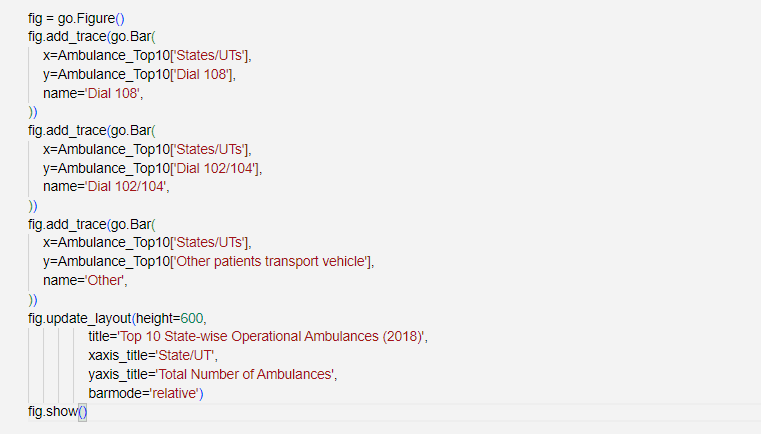 fig = go.Figure()
fig.add_trace(go.Bar(
x=Ambulance_Top10['States/UTs'],
y=Ambulance_Top10['Dial 108'],
name='Dial 108',
))
fig.add_trace(go.Bar(
x=Ambulance_Top10['States/UTs'],
y=Ambulance_Top10['Dial 102/104'],
name='Dial 102/104',
))
fig.add_trace(go.Bar(
x=Ambulance_Top10['States/UTs'],
y=Ambulance_Top10['Other patients transport vehicle'],
name='Other',
))
fig.update_layout(height=600,
title='Top 10 State-wise Operational Ambulances (2018)',
xaxis_title='State/UT',
yaxis_title='Total Number of Ambulances',
barmode='relative')
fig.show()